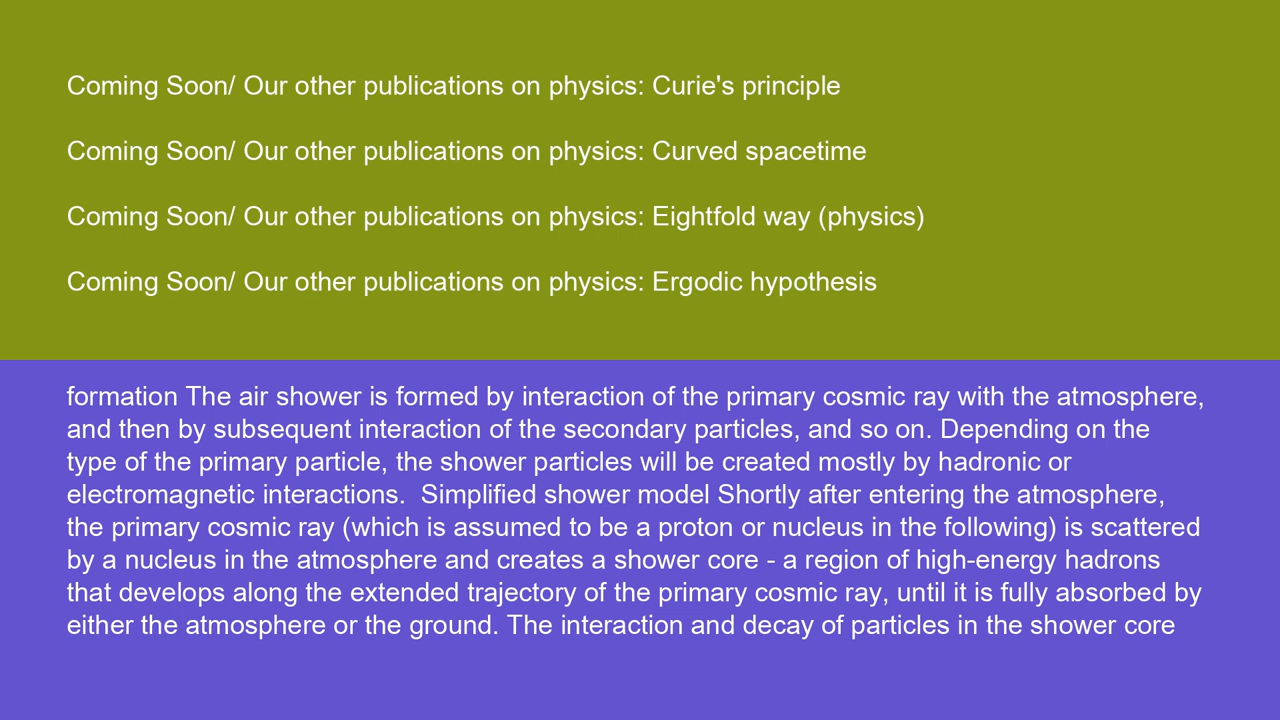 Coming Soon/ Our other publications on physics: Curie's principle
Coming Soon/ Our other publications on physics: Curved spacetime
Coming Soon/ Our other publications on physics: Eightfold way (physics)
Coming Soon/ Our other publications on physics: Ergodic hypothesis
formation The air shower is formed by interaction of the primary cosmic ray with the atmosphere,
and then by subsequent interaction of the secondary particles, and so on. Depending on the
type of the primary particle, the shower particles will be created mostly by hadronic or
electromagnetic interactions.  Simplified shower model Shortly after entering the atmosphere,
the primary cosmic ray (which is assumed to be a proton or nucleus in the following) is scattered
by a nucleus in the atmosphere and creates a shower core - a region of high-energy hadrons
that develops along the extended trajectory of the primary cosmic ray, until it is fully absorbed by
either the atmosphere or the ground. The interaction and decay of particles in the shower core